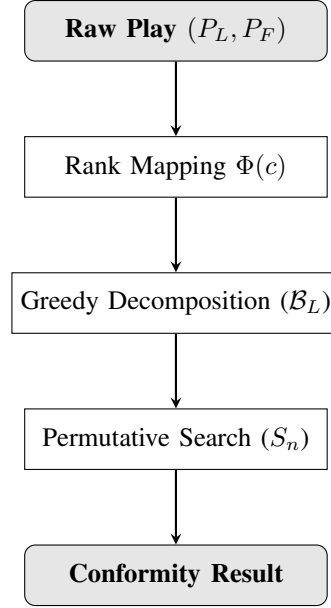 Raw Play (P_L, P_F)
Rank Mapping Φ(c)
Greedy Decomposition (𝓑_L)
Permutative Search (S_n)
Conformity Result